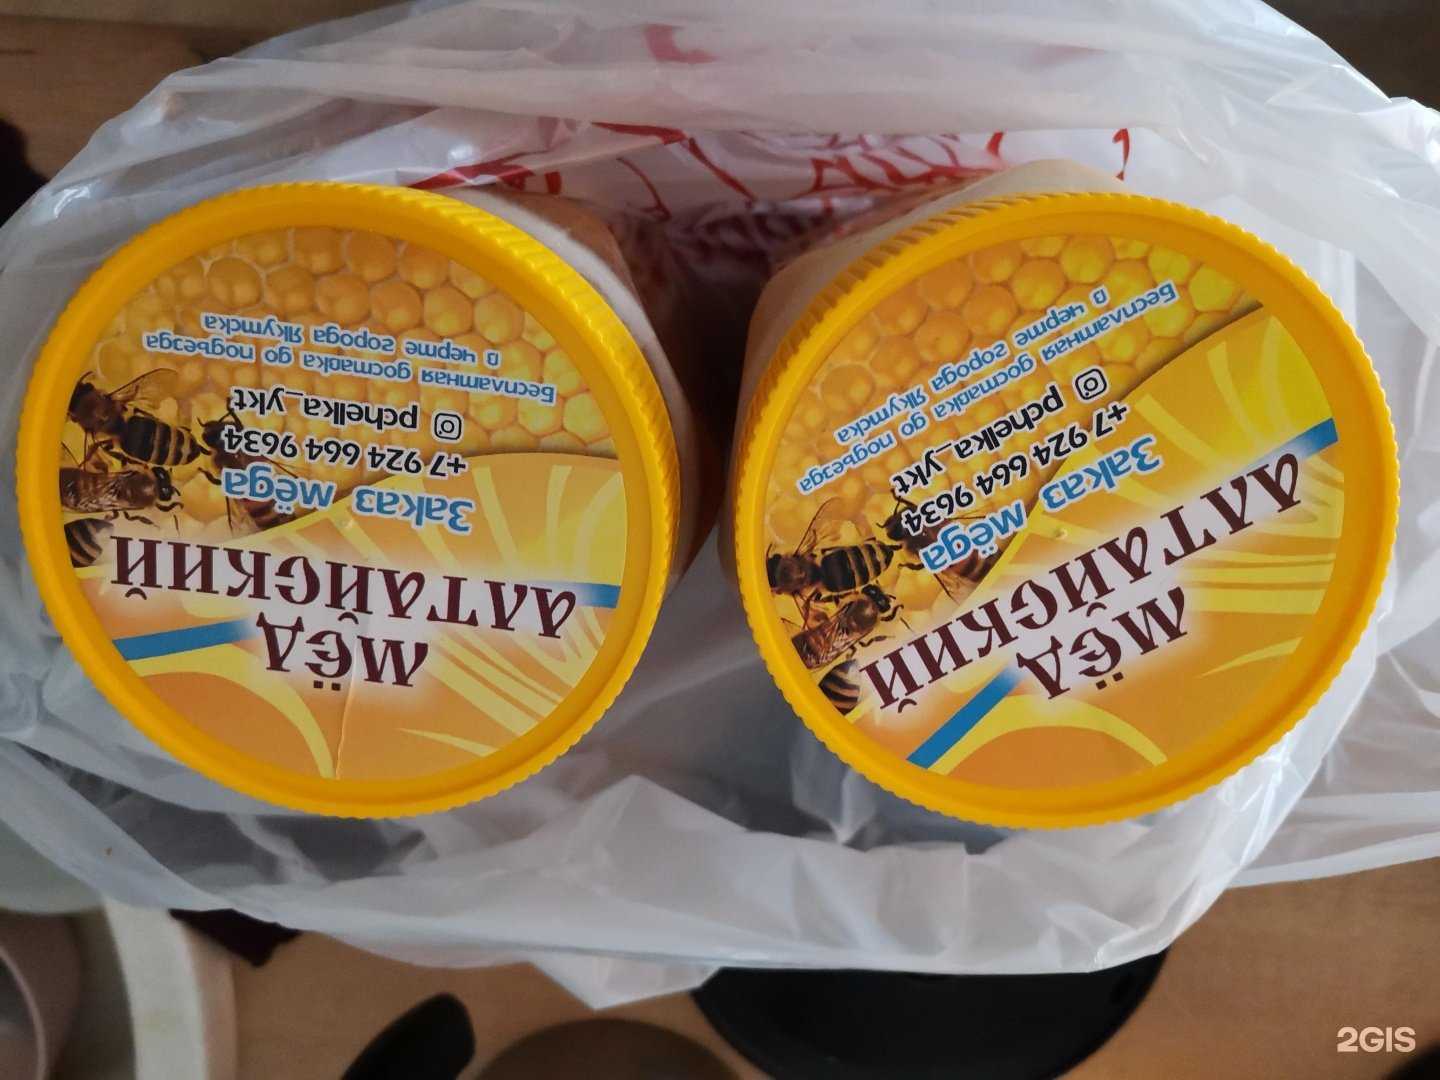 МЁД
АЛТАЙСКИЙ
Заказ мёда
+7 924 664 9634
pchelka_ykt
Бесплатная доставка до подъезда
в черте города Якутска
МЁД
АЛТАЙСКИЙ
Заказ мёда
+7 924 664 9634
pchelka_ykt
Бесплатная доставка до подъезда
в черте города Якутска
2GIS